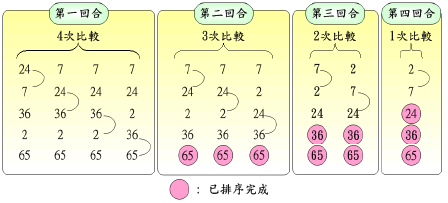 第一回合 第二回合 第三回合 第四回合
4次比較 3次比較 2次比較 1次比較
24 7 7 7 7 7 7 7 2 2
7 24 24 24 24 24 2 2 7 7
36 36 36 2 2 2 24 24 24 24
2 2 2 36 36 36 36 36 36 36
65 65 65 65 65 65 65 65 65 65
: 已排序完成